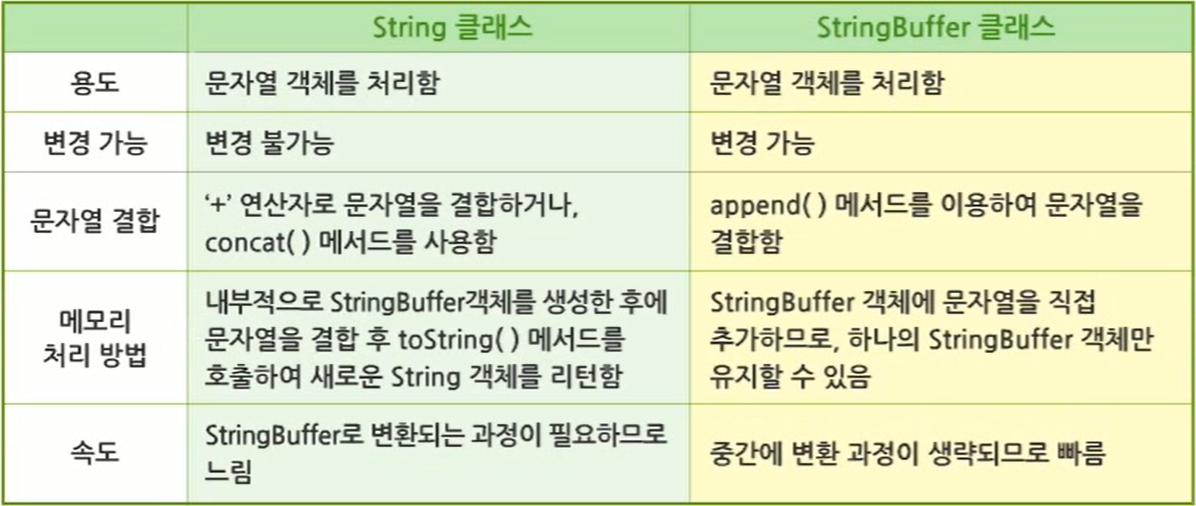 String 클래스
StringBuffer 클래스
용도
문자열 객체를 처리함
문자열 객체를 처리함
변경 가능
변경 불가능
변경 가능
문자열 결합
‘+’ 연산자로 문자열을 결합하거나,
concat( ) 메서드를 사용함
append( ) 메서드를 이용하여 문자열을
결합함
메모리
처리 방법
내부적으로 StringBuffer객체를 생성한 후에
문자열을 결합 후 toString( ) 메서드를
호출하여 새로운 String 객체를 리턴함
StringBuffer 객체에 문자열을 직접
추가하므로, 하나의 StringBuffer 객체만
유지할 수 있음
속도
StringBuffer로 변환되는 과정이 필요하므로
느림
중간에 변환 과정이 생략되므로 빠름